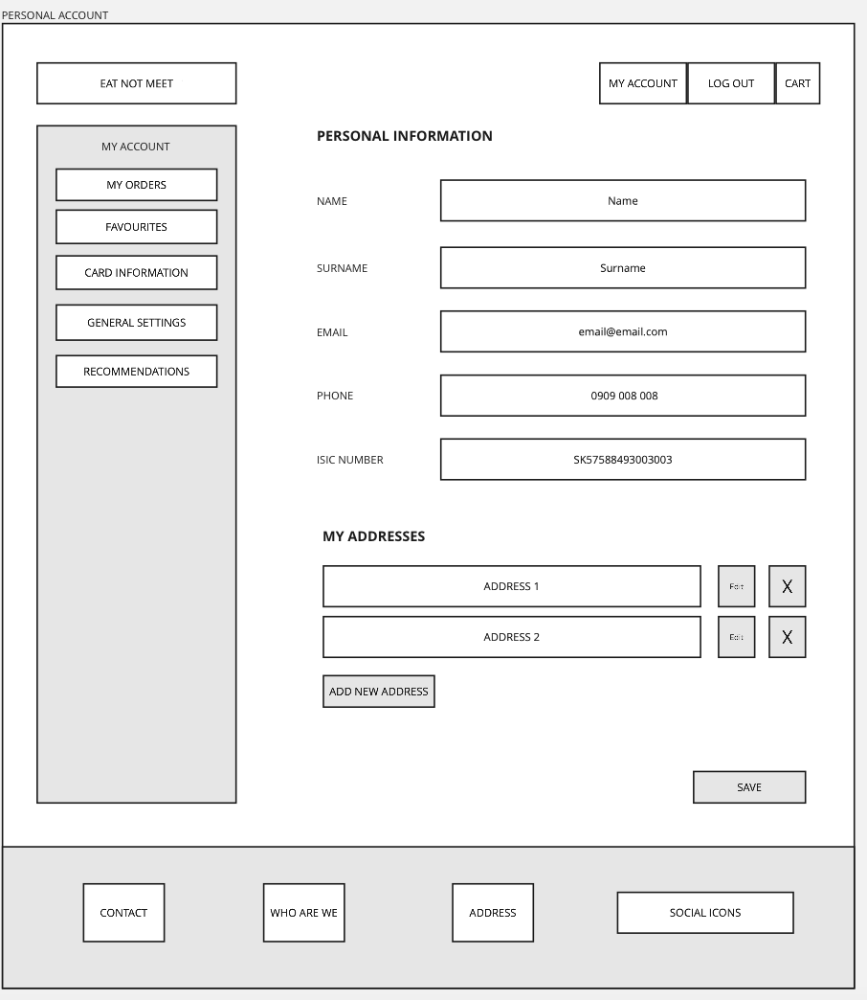 PERSONAL ACCOUNT
EAT NOT MEET
MY ACCOUNT
LOG OUT
CART
MY ACCOUNT
MY ORDERS
FAVOURITES
CARD INFORMATION
GENERAL SETTINGS
RECOMMENDATIONS
PERSONAL INFORMATION
NAME
Name
SURNAME
Surname
EMAIL
email@email.com
PHONE
0909 008 008
ISIC NUMBER
SK57588493003003
MY ADDRESSES
ADDRESS 1
Edit
X
ADDRESS 2
Edit
X
ADD NEW ADDRESS
SAVE
CONTACT
WHO ARE WE
ADDRESS
SOCIAL ICONS